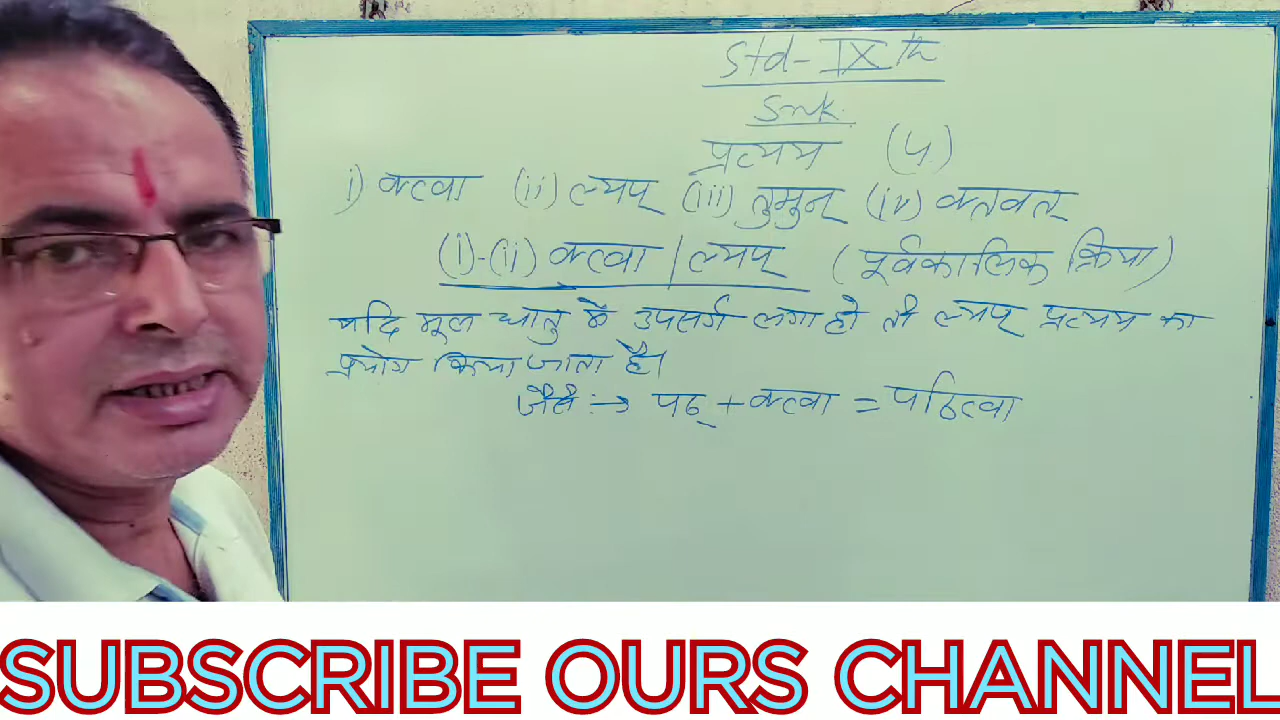 Std - IXth
Snk.
प्रत्यय (५)
i) क्त्वा (ii) ल्यप् (iii) तुमुन् (iv) क्तवत्
(i)-(ii) क्त्वा / ल्यप् (पूर्वकालिक क्रिया)
यदि मूल धातु के उपसर्ग लगा हो तो ल्यप् प्रत्यय का
प्रयोग किया जाता है।
जैसे :→ पठ् + क्त्वा = पठित्वा
SUBSCRIBE OURS CHANNEL